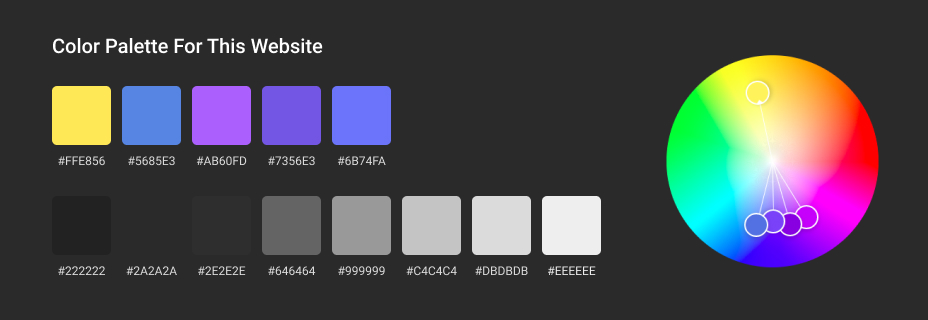 Color Palette For This Website
#FFE856 #5685E3 #AB60FD #7356E3 #6B74FA
#222222 #2A2A2A #2E2E2E #646464 #999999 #C4C4C4 #DBDBDB #EEEEEE